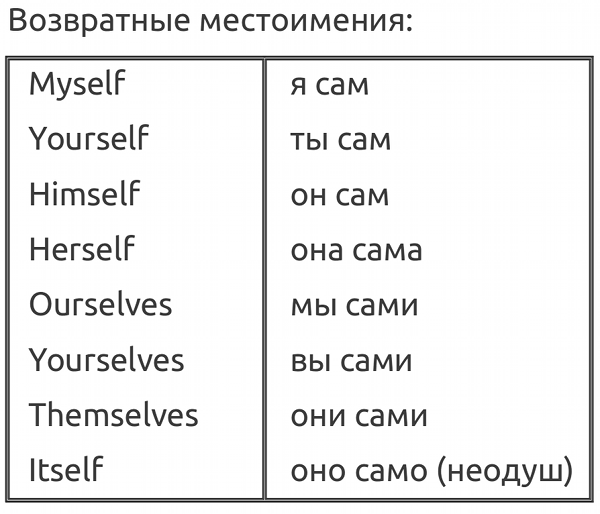 Возвратные местоимения:
Myself я сам
Yourself ты сам
Himself он сам
Herself она сама
Ourselves мы сами
Yourselves вы сами
Themselves они сами
Itself оно само (неодуш)